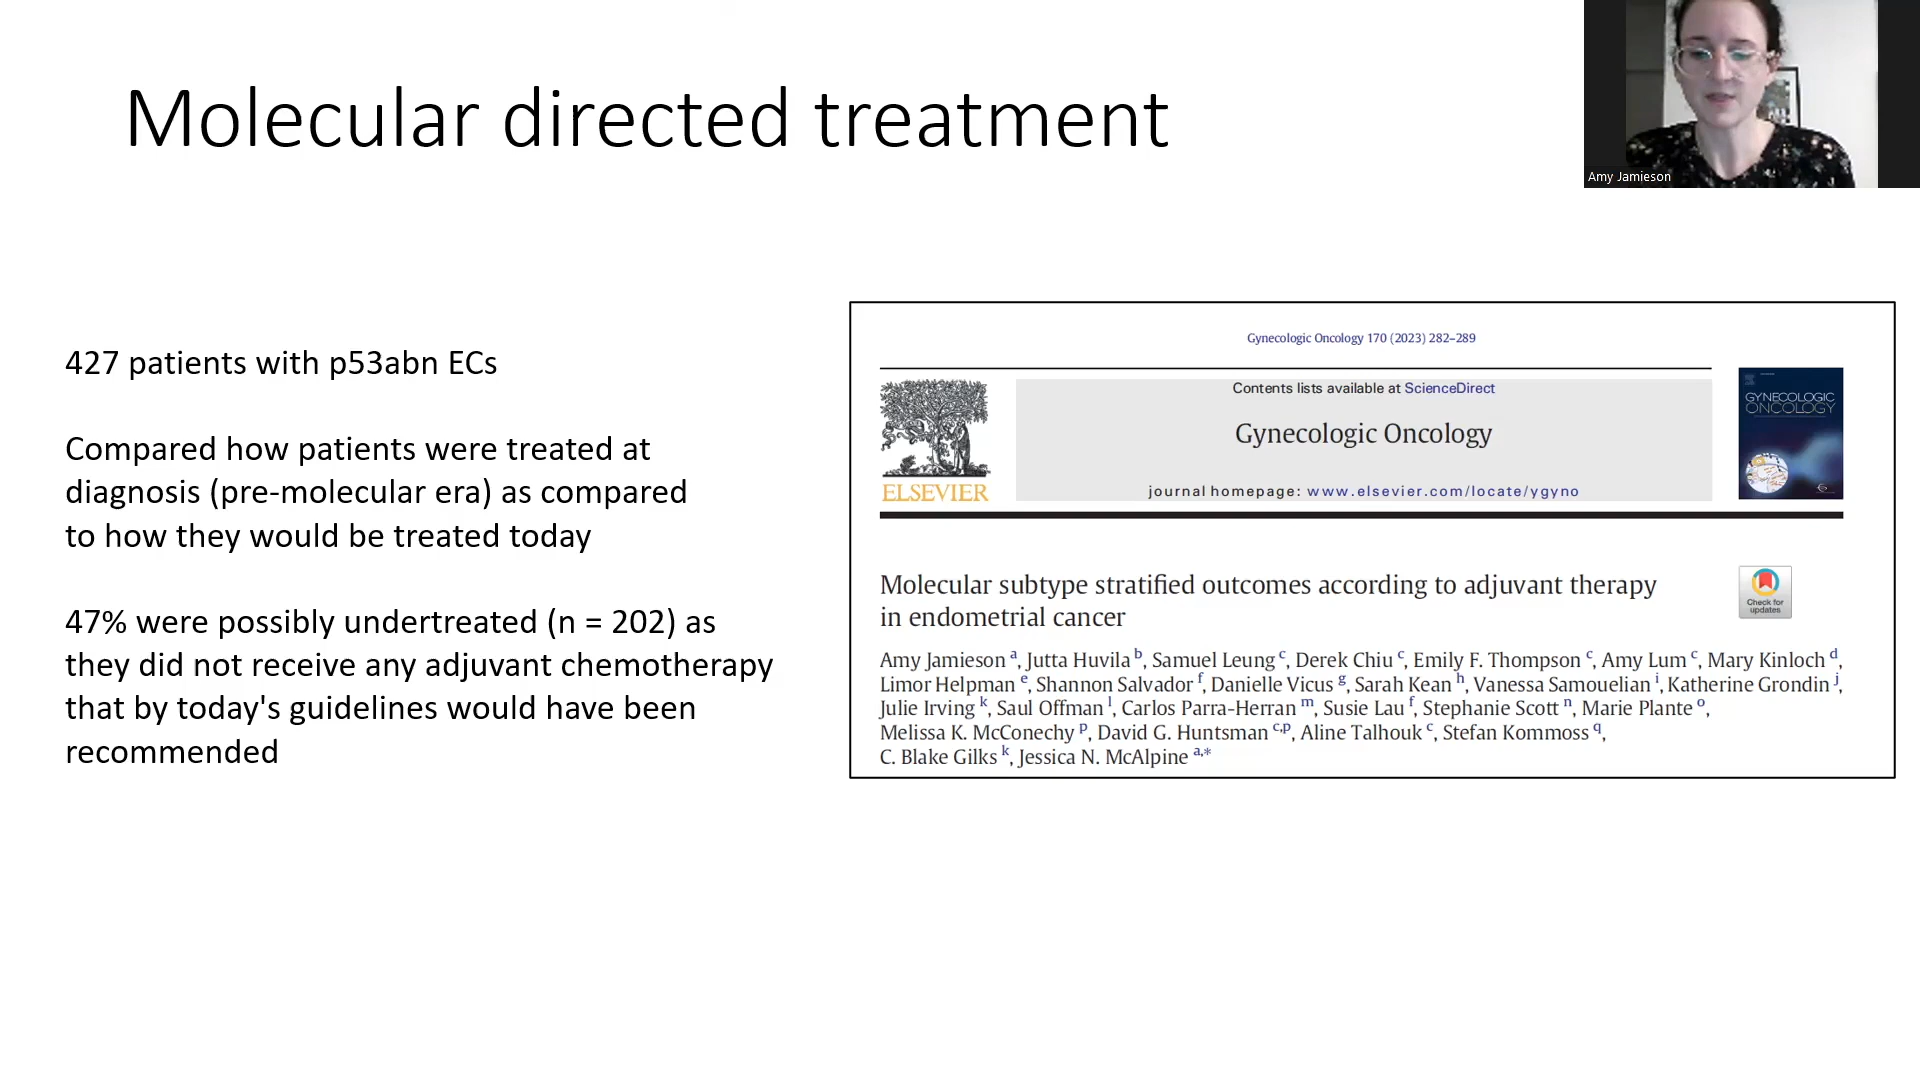 Molecular directed treatment
Amy Jamieson
427 patients with p53abn ECs
Compared how patients were treated at
diagnosis (pre-molecular era) as compared
to how they would be treated today
47% were possibly undertreated (n = 202) as
they did not receive any adjuvant chemotherapy
that by today's guidelines would have been
recommended
Gynecologic Oncology 170 (2023) 282–289
Contents lists available at ScienceDirect
Gynecologic Oncology
journal homepage: www.elsevier.com/locate/ygyno
ELSEVIER
GYNECOLOGIC
ONCOLOGY
Molecular subtype stratified outcomes according to adjuvant therapy
in endometrial cancer
Check for
updates
Amy Jamieson a, Jutta Huvila b, Samuel Leung c, Derek Chiu c, Emily F. Thompson c, Amy Lum c, Mary Kinloch d,
Limor Helpman e, Shannon Salvador f, Danielle Vicus g, Sarah Kean h, Vanessa Samouelian i, Katherine Grondin j,
Julie Irving k, Saul Offman l, Carlos Parra-Herran m, Susie Lau f, Stephanie Scott n, Marie Plante o,
Melissa K. McConechy p, David G. Huntsman c,p, Aline Talhouk c, Stefan Kommoss q,
C. Blake Gilks k, Jessica N. McAlpine a,*